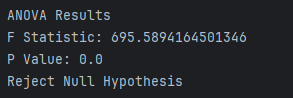 ANOVA Results
F Statistic: 695.5894164501346
P Value: 0.0
Reject Null Hypothesis